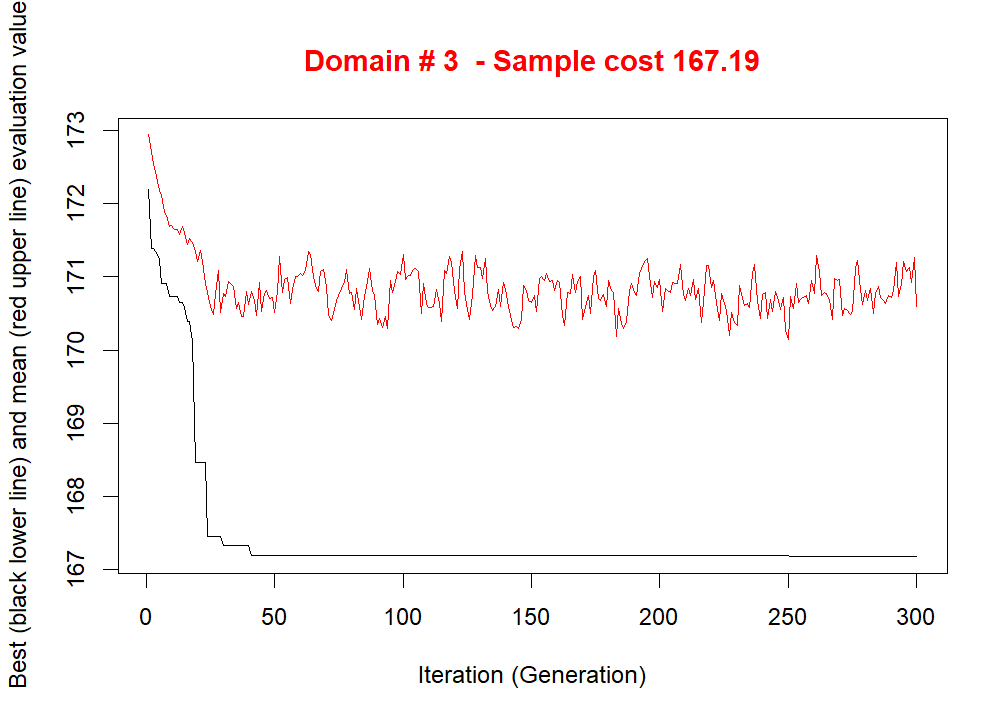 Domain # 3  - Sample cost 167.19
Best (black lower line) and mean (red upper line) evaluation value
173
172
171
170
169
168
167
0 50 100 150 200 250 300
Iteration (Generation)